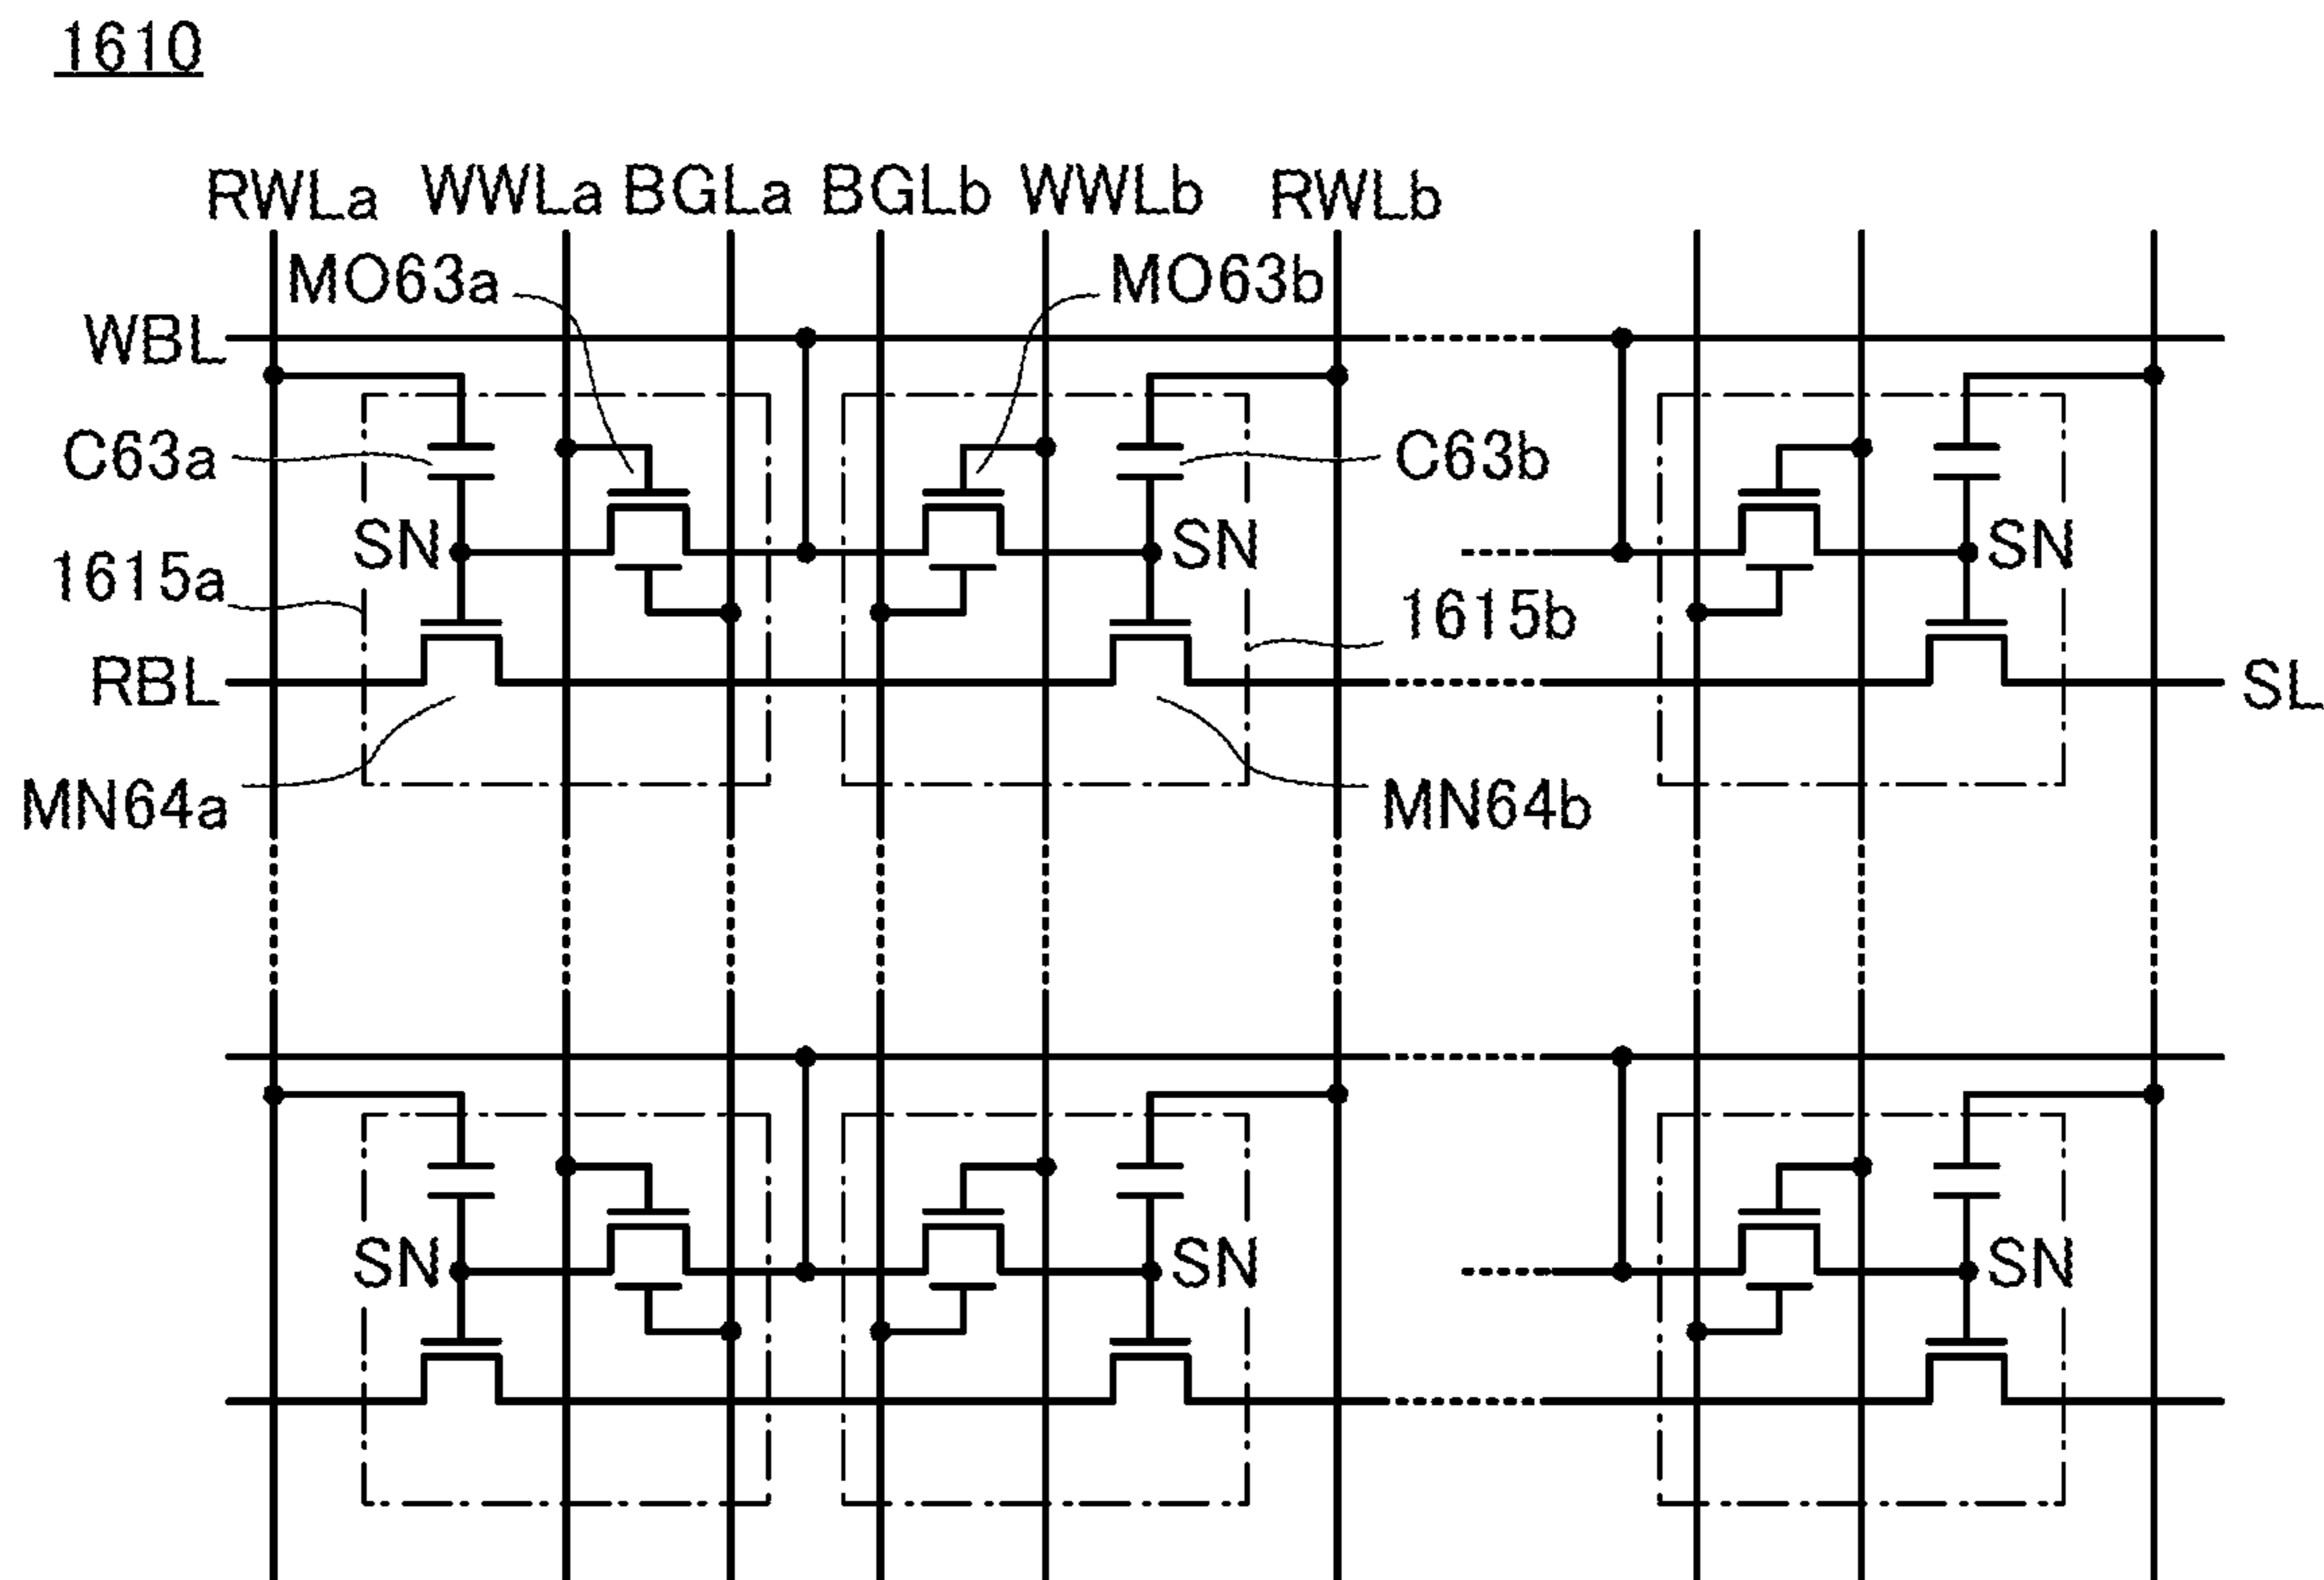 1610
RWLa WWLa BGLa BGLb WWLb RWLb
MO63a MO63b
WBL
C63a C63b
SN SN SN
1615a 1615b
RBL SL
MN64a MN64b
SN SN SN